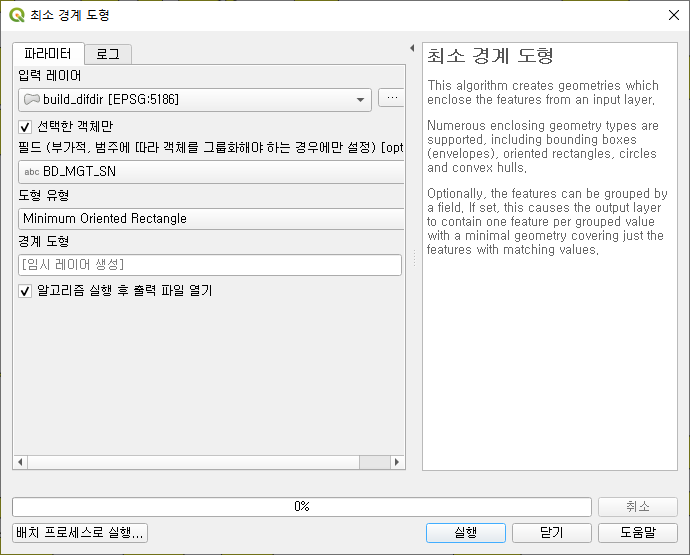 최소 경계 도형
파라미터
로그
입력 레이어
build_difdir [EPSG:5186]
...
선택한 객체만
필드 (부가적, 범주에 따라 객체를 그룹화해야 하는 경우에만 설정) [opt
abc BD_MGT_SN
도형 유형
Minimum Oriented Rectangle
경계 도형
[임시 레이어 생성]
알고리즘 실행 후 출력 파일 열기
최소 경계 도형
This algorithm creates geometries which
enclose the features from an input layer.
Numerous enclosing geometry types are
supported, including bounding boxes
(envelopes), oriented rectangles, circles
and convex hulls.
Optionally, the features can be grouped by
a field. If set, this causes the output layer
to contain one feature per grouped value
with a minimal geometry covering just the
features with matching values.
0%
취소
배치 프로세스로 실행...
실행
닫기
도움말